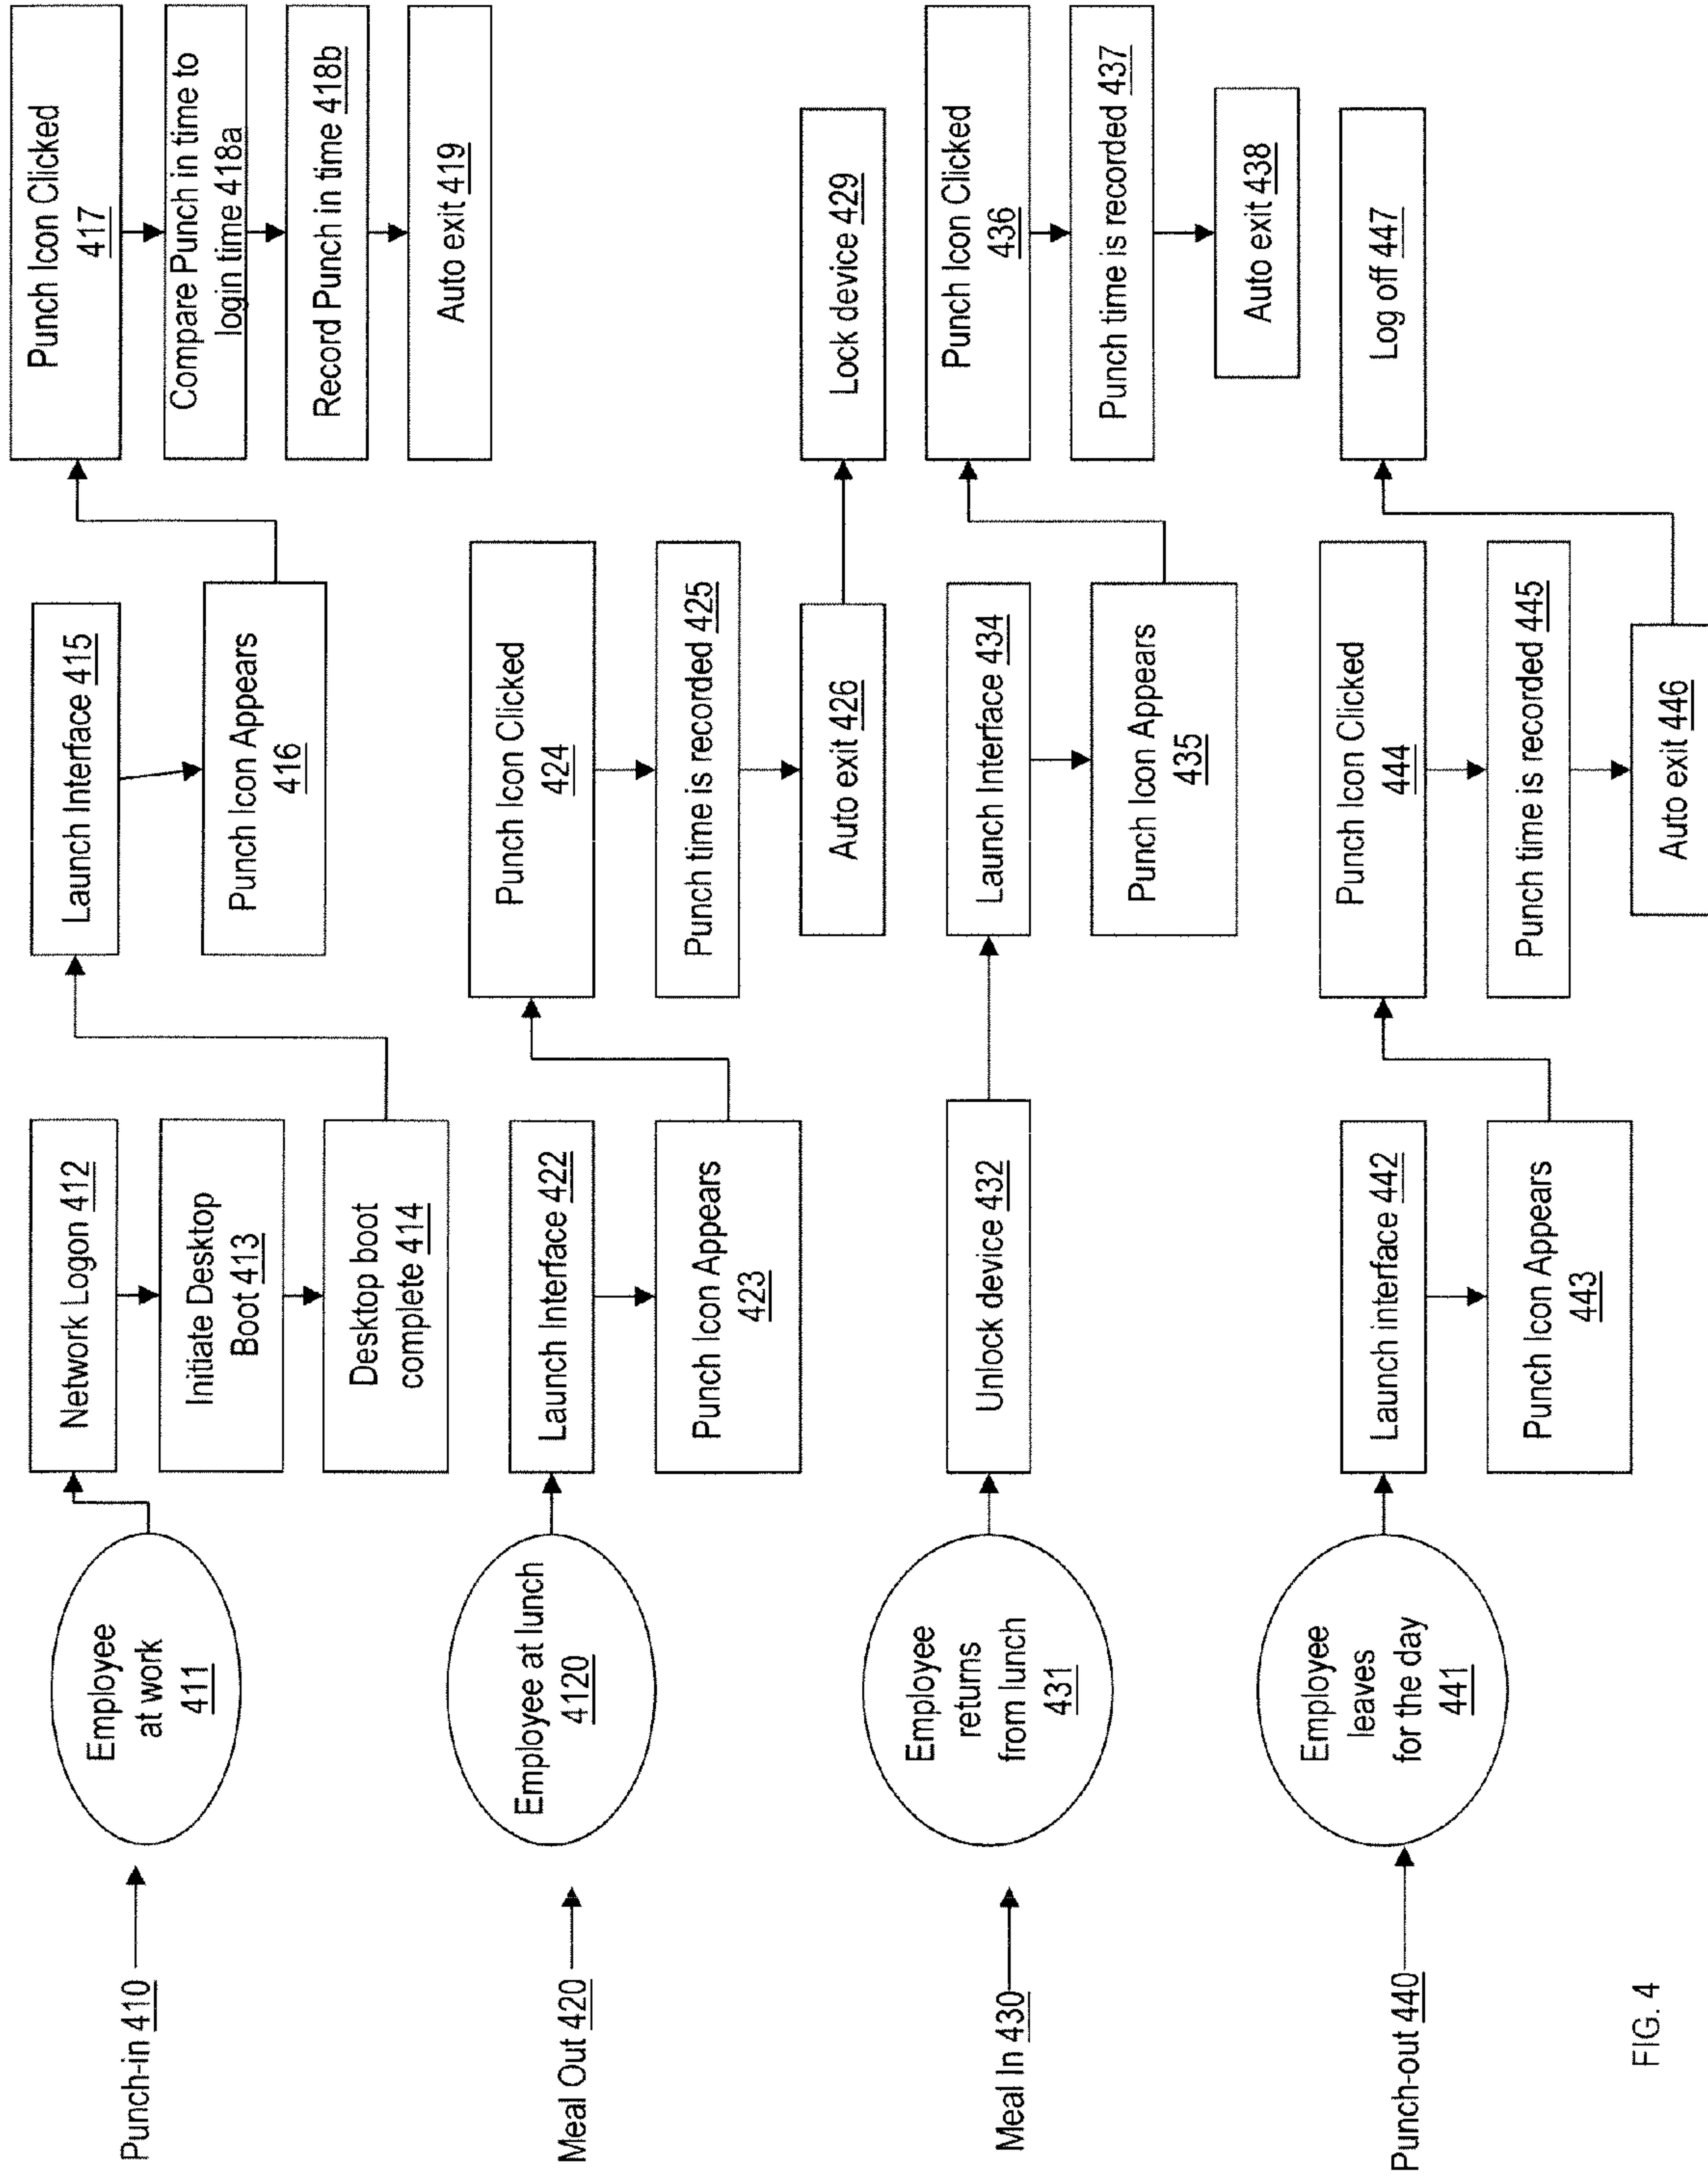 Punch-in 410
Employee
at work
411
Network Logon 412
Initiate Desktop
Boot 413
Desktop boot
complete 414
Launch Interface 415
Punch Icon Appears
416
Punch Icon Clicked
417
Compare Punch in time to
login time 418a
Record Punch in time 418b
Auto exit 419
Meal Out 420
Employee at lunch
4120
Launch Interface 422
Punch Icon Appears
423
Punch Icon Clicked
424
Punch time is recorded 425
Auto exit 426
Lock device 429
Meal In 430
Employee
returns
from lunch
431
Unlock device 432
Launch Interface 434
Punch Icon Appears
435
Punch Icon Clicked
436
Punch time is recorded 437
Auto exit 438
Punch-out 440
Employee
leaves
for the day
441
Launch interface 442
Punch Icon Appears
443
Punch Icon Clicked
444
Punch time is recorded 445
Auto exit 446
Log off 447
FIG. 4